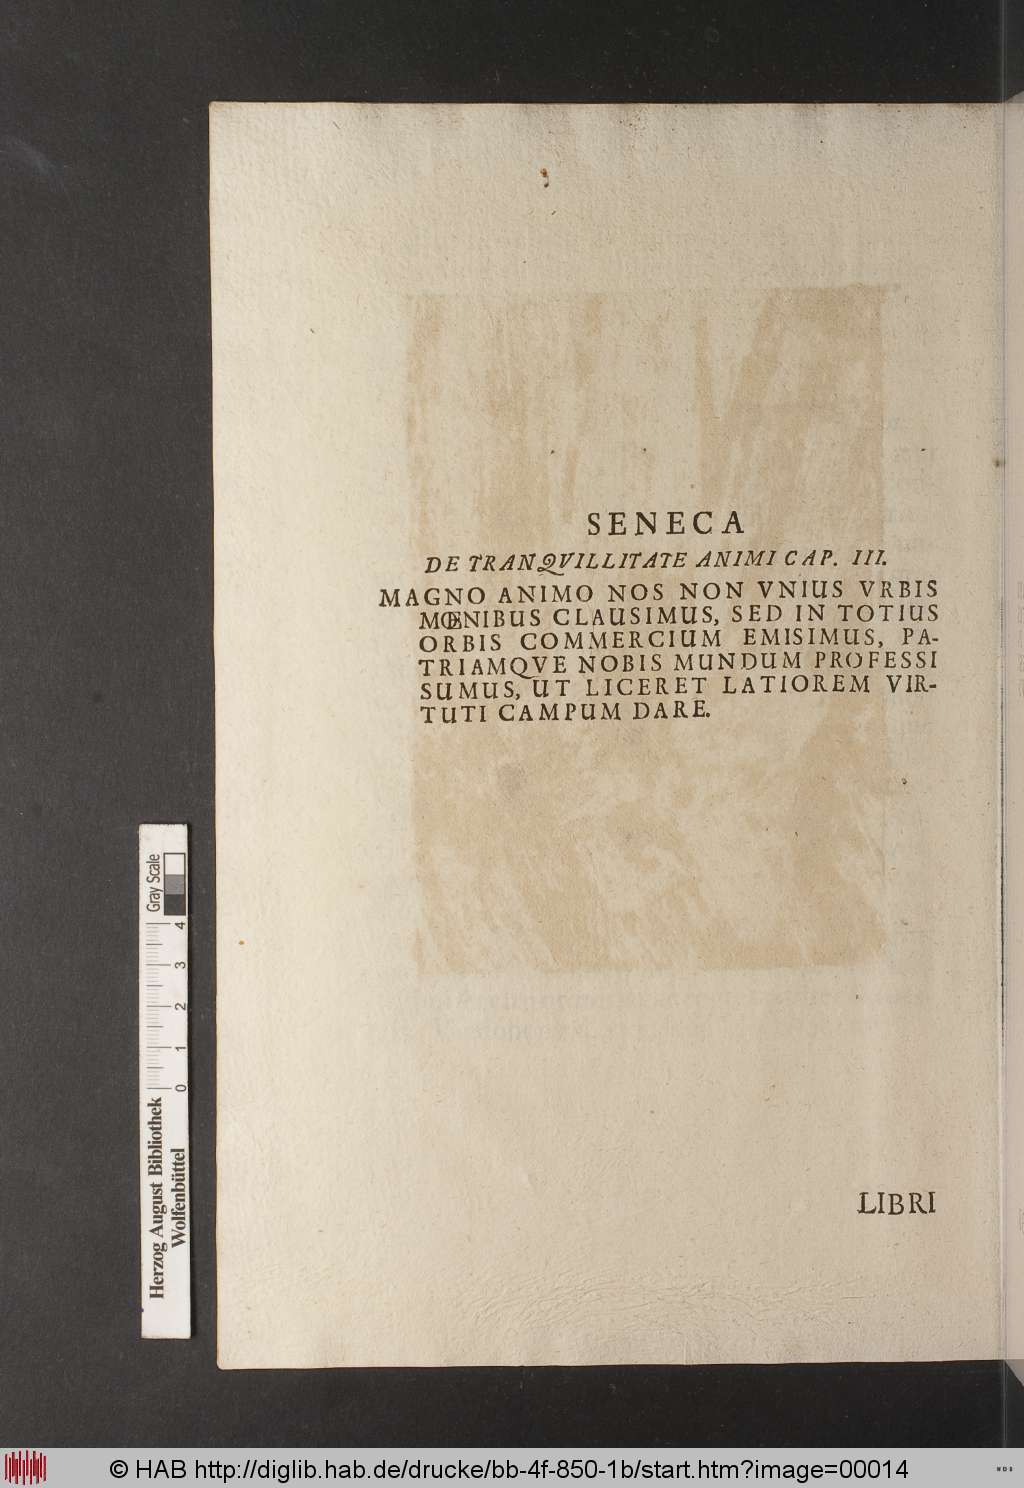 SENECA
DE TRANQVILLITATE ANIMI CAP. III.
MAGNO ANIMO NOS NON VNIUS VRBIS
MŒNIBUS CLAUSIMUS, SED IN TOTIUS
ORBIS COMMERCIUM EMISIMUS, PA-
TRIAMQVE NOBIS MUNDUM PROFESSI
SUMUS, UT LICERET LATIOREM VIR-
TUTI CAMPUM DARE.
LIBRI
Gray Scale
4
3
2
1
0
Herzog August Bibliothek
Wolfenbüttel
© HAB http://diglib.hab.de/drucke/bb-4f-850-1b/start.htm?image=00014